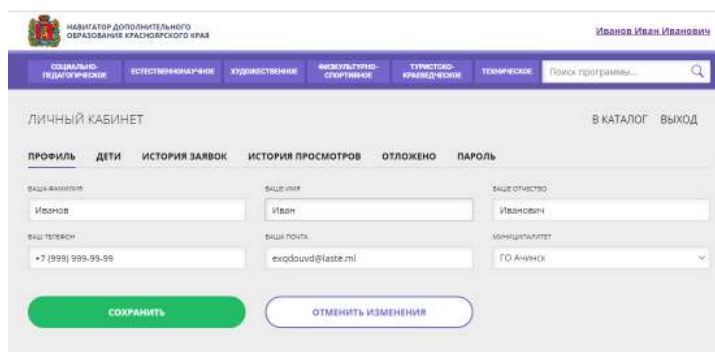 НАВИГАТОР ДОПОЛНИТЕЛЬНОГО
ОБРАЗОВАНИЯ КРАСНОЯРСКОГО КРАЯ
Иванов Иван Иванович
СОЦИАЛЬНО-
ПЕДАГОГИЧЕСКОЕ
ЕСТЕСТВЕННОНАУЧНОЕ
ХУДОЖЕСТВЕННОЕ
ФИЗКУЛЬТУРНО-
СПОРТИВНОЕ
ТУРИСТСКО-
КРАЕВЕДЧЕСКОЕ
ТЕХНИЧЕСКОЕ
Поиск программы...
ЛИЧНЫЙ КАБИНЕТ
В КАТАЛОГ ВЫХОД
ПРОФИЛЬ ДЕТИ ИСТОРИЯ ЗАЯВОК ИСТОРИЯ ПРОСМОТРОВ ОТЛОЖЕНО ПАРОЛЬ
ВАША ФАМИЛИЯ ВАШЕ ИМЯ ВАШЕ ОТЧЕСТВО
Иванов Иван Иванович
ВАШ ТЕЛЕФОН ВАША ПОЧТА МУНИЦИПАЛИТЕТ
+7 (999) 999-99-99 exqdouvd@laste.ml ГО Ачинск
СОХРАНИТЬ ОТМЕНИТЬ ИЗМЕНЕНИЯ